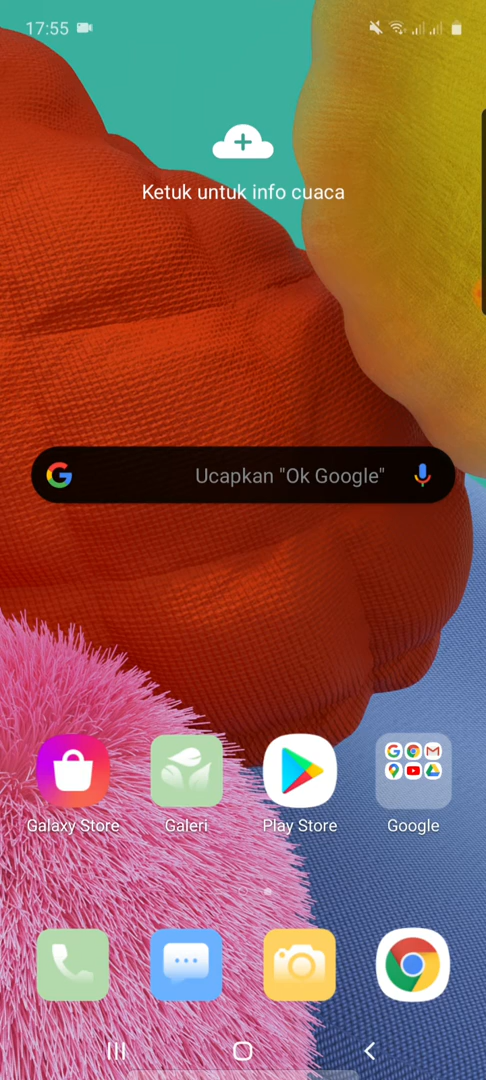 17:55
Ketuk untuk info cuaca
Ucapkan "Ok Google"
Galaxy Store
Galeri
Play Store
Google